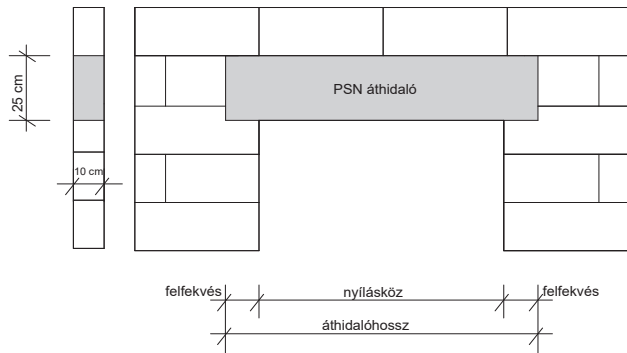 PSN áthidaló
25 cm
10 cm
felfekvés
nyílásköz
felfekvés
áthidalóhossz